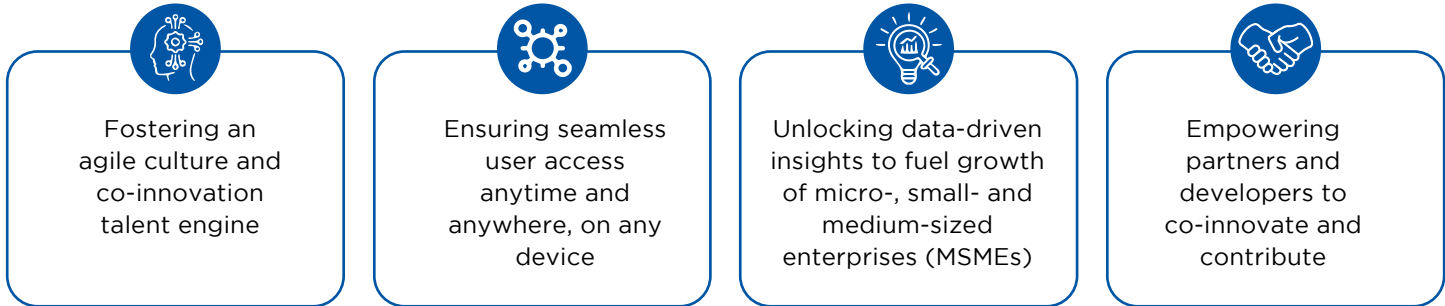 Fostering an
agile culture and
co-innovation
talent engine
Ensuring seamless
user access
anytime and
anywhere, on any
device
Unlocking data-driven
insights to fuel growth
of micro-, small- and
medium-sized
enterprises (MSMEs)
Empowering
partners and
developers to
co-innovate and
contribute